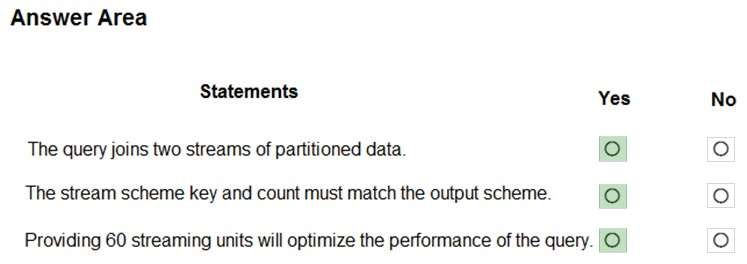 Answer Area
Statements Yes No
The query joins two streams of partitioned data.
The stream scheme key and count must match the output scheme.
Providing 60 streaming units will optimize the performance of the query.